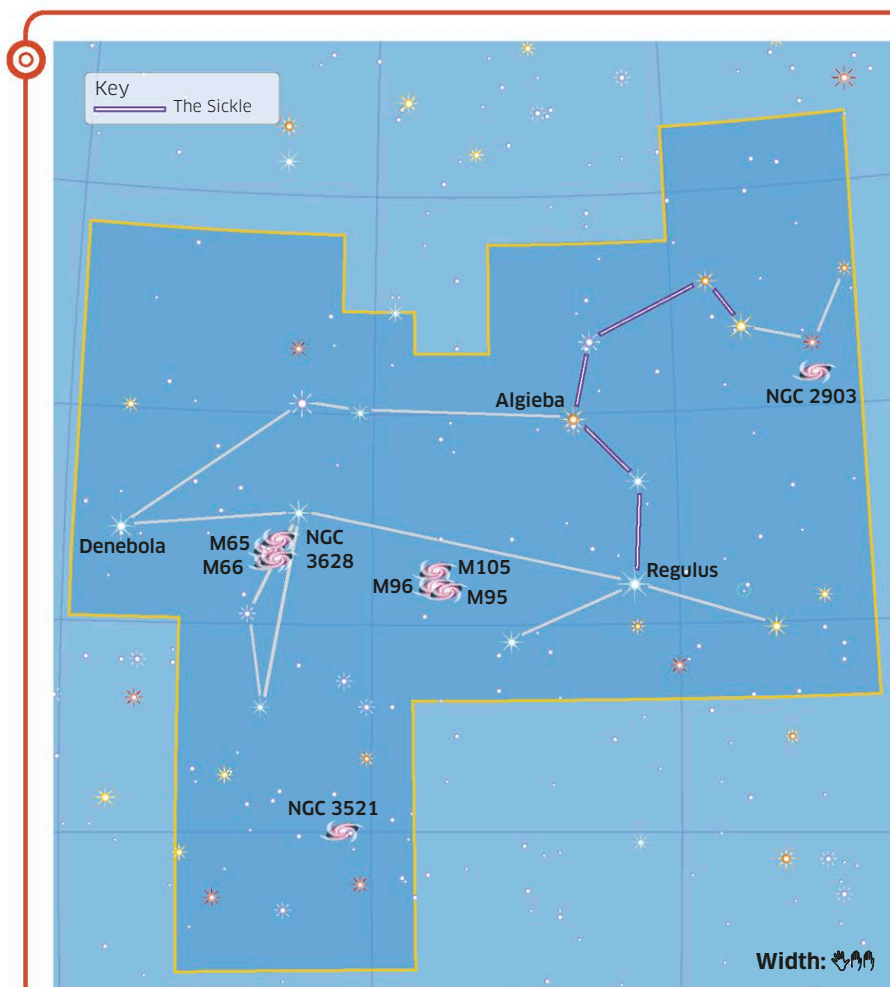 Key
The Sickle
Algieba
NGC 2903
Denebola
M65
M66
NGC
3628
M105
M96
M95
Regulus
NGC 3521
Width: